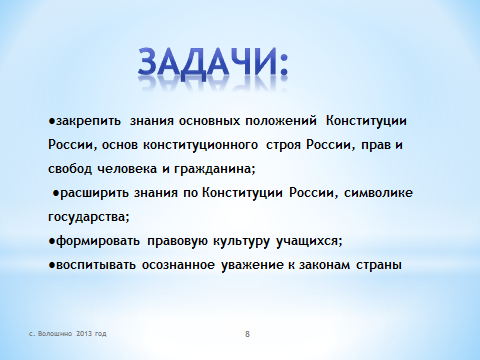 ЗАДАЧИ:
●закрепить знания основных положений Конституции
России, основ конституционного строя России, прав и
свобод человека и гражданина;
●расширить знания по Конституции России, символике
государства;
●формировать правовую культуру учащихся;
●воспитывать осознанное уважение к законам страны
с. Волошино 2013 год
8